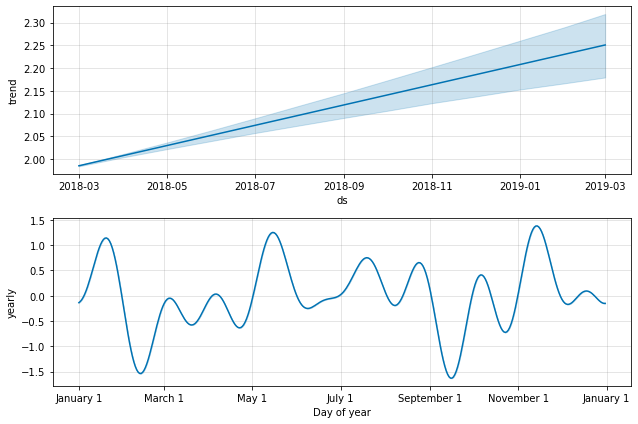 2.30
2.25
2.20
2.15
2.10
2.05
2.00
trend
2018-03 2018-05 2018-07 2018-09 2018-11 2019-01 2019-03
ds
1.5
1.0
0.5
0.0
−0.5
−1.0
−1.5
yearly
January 1 March 1 May 1 July 1 September 1 November 1 January 1
Day of year